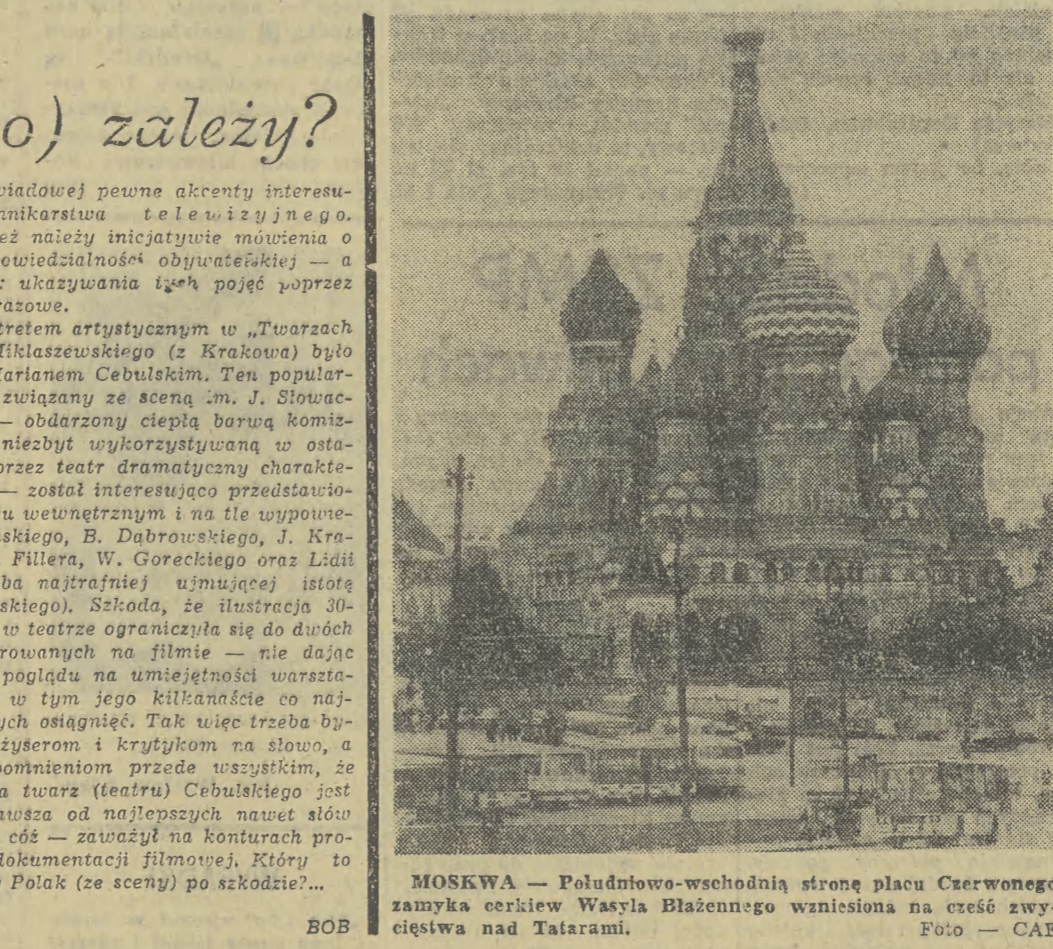 o) zależy?
wiadowej pewne akcenty interesu-
nnikarstwa telewizyjnego.
eż należy inicjatywie mówienia o
owiedzialności obywatelskiej — a
ukazywania tych pojęć poprzez
razowe.
tretem artystycznym w „Twarzach
Miklaszewskiego (z Krakowa) było
Marianem Cebulskim. Ten popular-
związany ze sceną im. J. Słowac-
— obdarzony ciepłą barwą komiz-
niezbyt wykorzystywaną w osta-
przez teatr dramatyczny charakte-
— został interesująco przedstawio-
u wewnętrznym i na tle wypowie-
skiego, B. Dąbrowskiego, J. Kra-
Fillera, W. Goreckiego oraz Lidii
ba najtrafniej ujmującej istotę
skiego). Szkoda, że ilustracja 30-
w teatrze ograniczyła się do dwóch
rowanych na filmie — nie dając
poglądu na umiejętności warszta-
w tym jego kilkanaście co naj-
ych osiągnięć. Tak więc trzeba by-
żyserom i krytykom na słowo, a
pomnieniom przede wszystkim, że
a twarz (teatru) Cebulskiego jest
awsza od najlepszych nawet słów
cóż — zaważył na konturach pro-
dokumentacji filmowej. Który to
Polak (ze sceny) po szkodzie?...
BOB
MOSKWA — Południowo-wschodnią stronę placu Czerwonego
zamyka cerkiew Wasyla Błażennego wzniesiona na cześć zwy-
cięstwa nad Tatarami. Foto — CAF